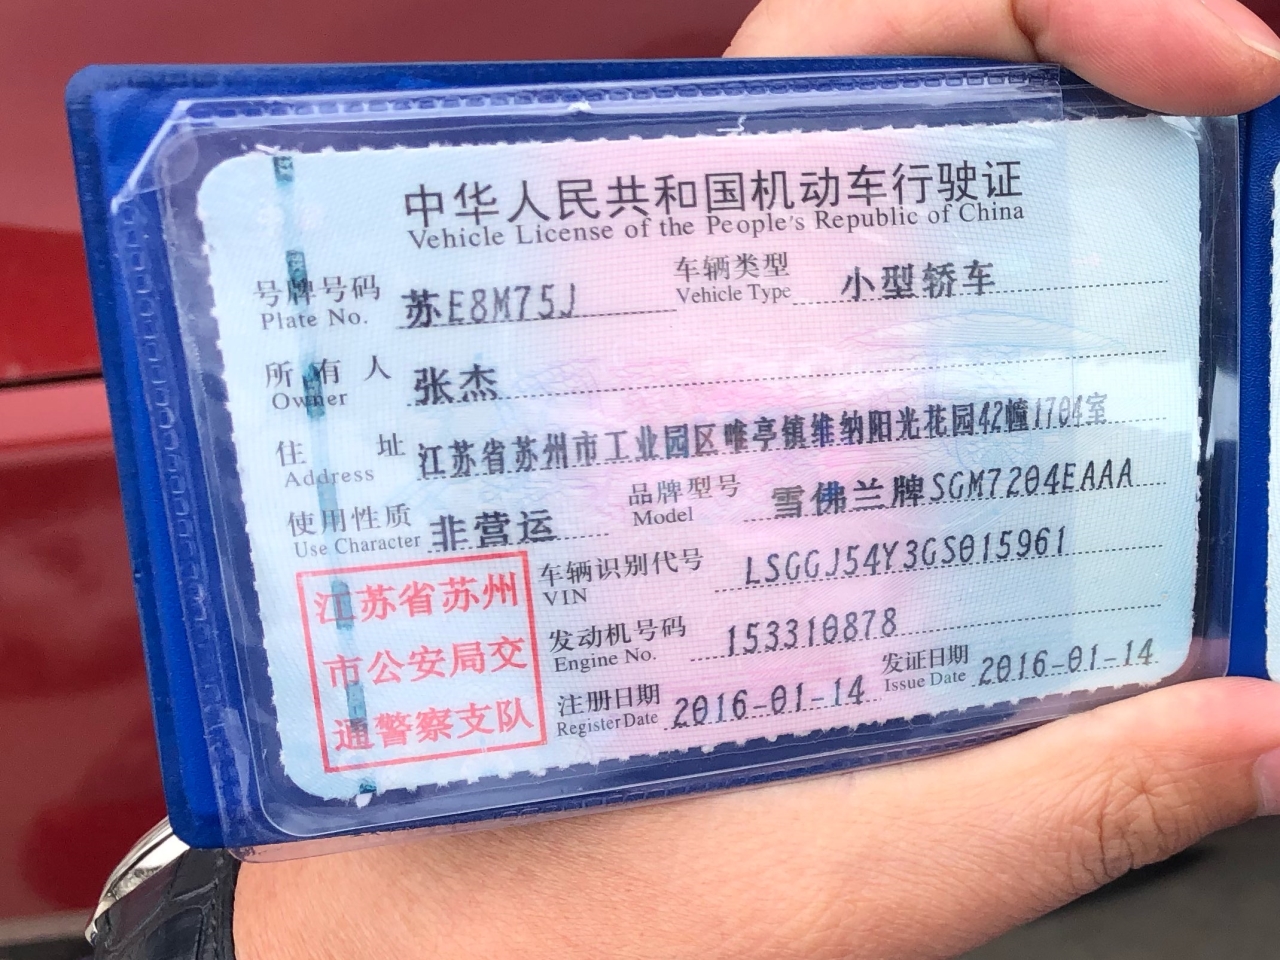 中华人民共和国机动车行驶证
Vehicle License of the People's Republic of China
号牌号码 苏E8M75J 车辆类型 小型轿车
Plate No. Vehicle Type
所有人 张杰
Owner
住址 江苏省苏州市工业园区唯亭镇维纳阳光花园42幢1704室
Address
使用性质 非营运 品牌型号 雪佛兰牌SGM7204EAAA
Use Character Model
车辆识别代号 LSGGJ54Y3GS015961
VIN
发动机号码 153310878
Engine No.
注册日期 2016-01-14 发证日期 2016-01-14
Register Date Issue Date
江苏省苏州
市公安局交
通警察支队